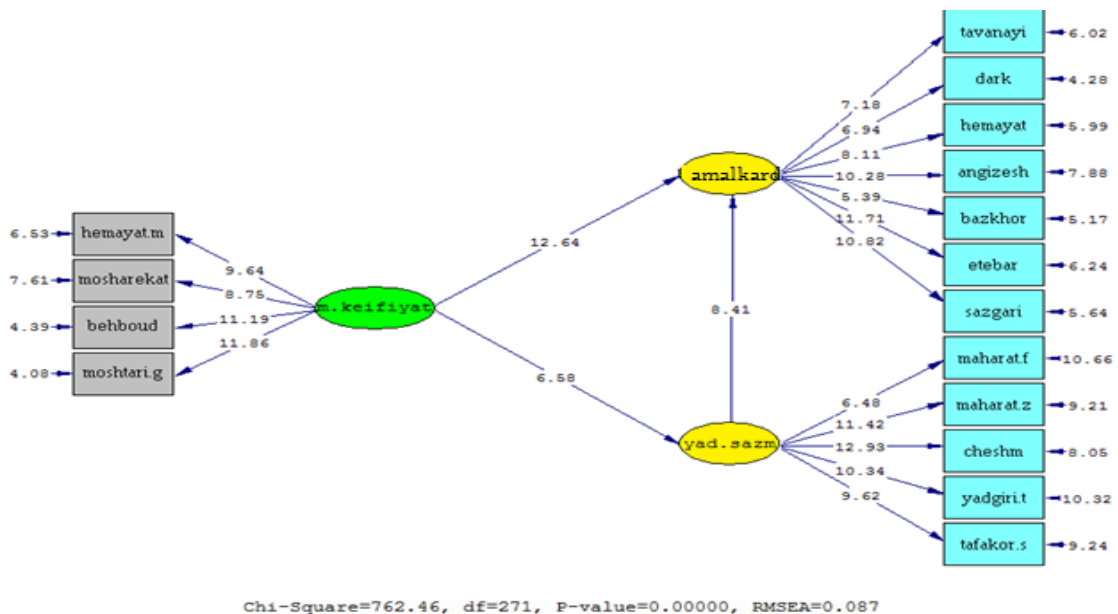 tavanayi
6.02
dark
4.28
7.18
6.94
hemayat
5.99
8.11
amalkard
10.28
angizesh
7.88
5.39
bazkhor
5.17
11.71
10.82
etebar
6.24
sazgari
5.64
6.53
hemayat.m
9.64
12.64
7.61
mosharekat
8.75
m.keifiyat
8.41
4.39
behboud
11.19
4.08
moshtari.g
11.86
6.58
maharat.f
10.66
6.48
maharat.z
9.21
11.42
yad.sazm
12.93
cheshm
8.05
10.34
yadgiri.t
10.32
9.62
tafakor.s
9.24
Chi-Square=762.46, df=271, P-value=0.00000, RMSEA=0.087